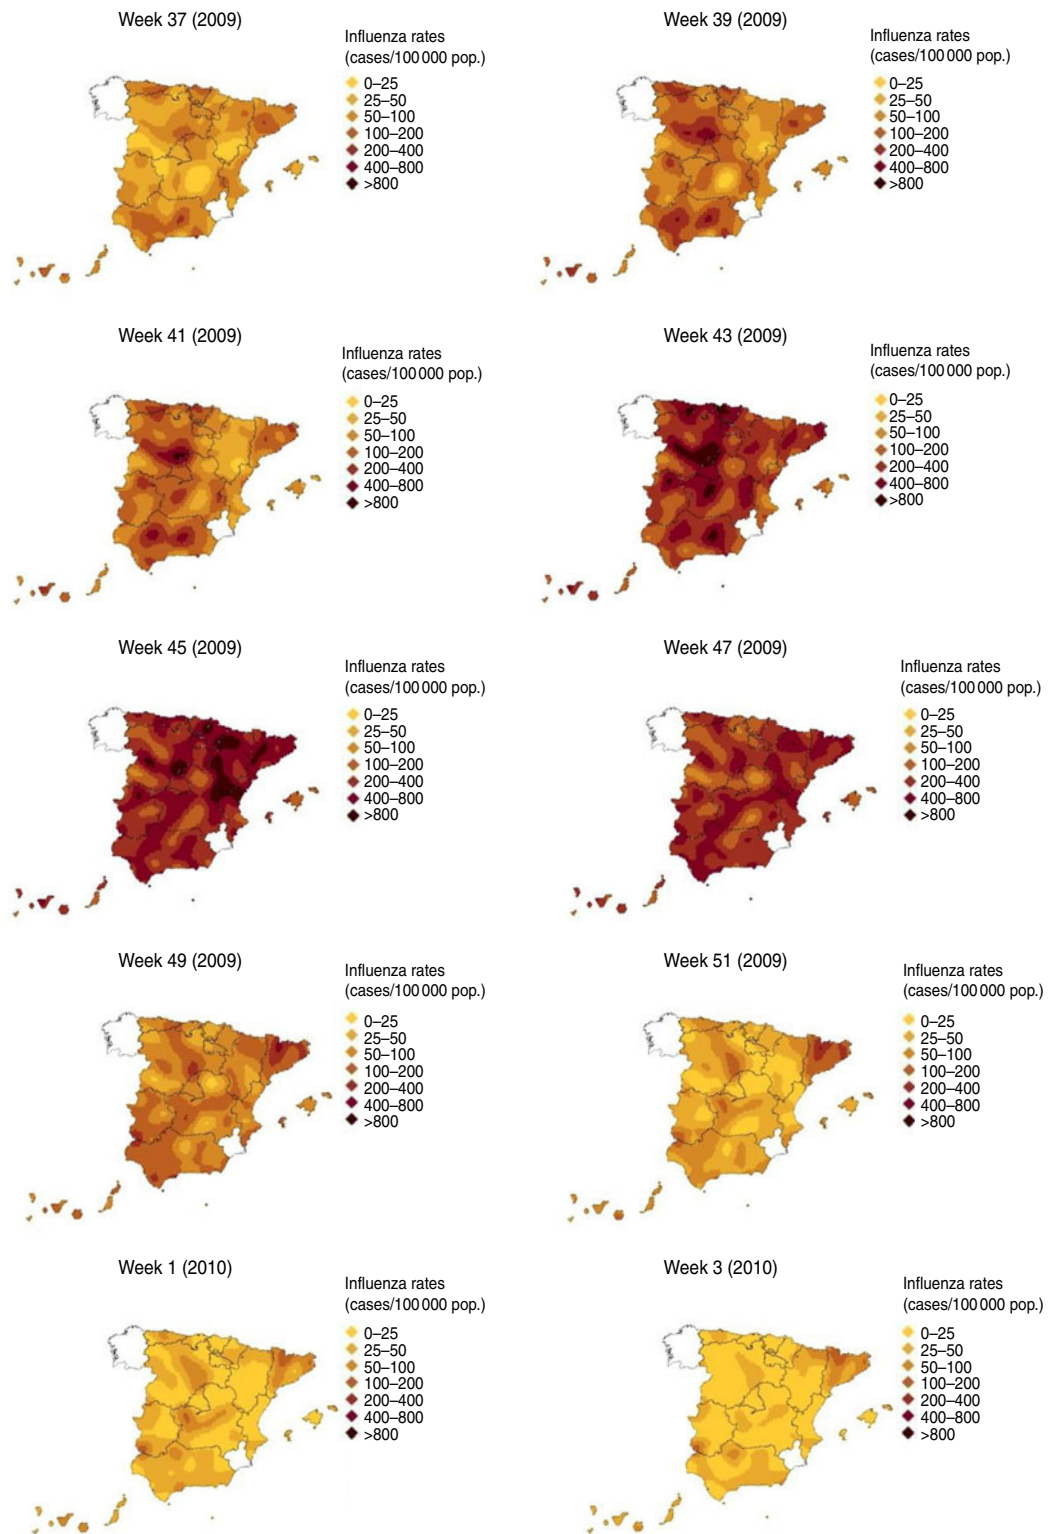 Week 37 (2009)
Influenza rates
(cases/100 000 pop.)
0–25
25–50
50–100
100–200
200–400
400–800
>800
Week 39 (2009)
Influenza rates
(cases/100 000 pop.)
0–25
25–50
50–100
100–200
200–400
400–800
>800
Week 41 (2009)
Influenza rates
(cases/100 000 pop.)
0–25
25–50
50–100
100–200
200–400
400–800
>800
Week 43 (2009)
Influenza rates
(cases/100 000 pop.)
0–25
25–50
50–100
100–200
200–400
400–800
>800
Week 45 (2009)
Influenza rates
(cases/100 000 pop.)
0–25
25–50
50–100
100–200
200–400
400–800
>800
Week 47 (2009)
Influenza rates
(cases/100 000 pop.)
0–25
25–50
50–100
100–200
200–400
400–800
>800
Week 49 (2009)
Influenza rates
(cases/100 000 pop.)
0–25
25–50
50–100
100–200
200–400
400–800
>800
Week 51 (2009)
Influenza rates
(cases/100 000 pop.)
0–25
25–50
50–100
100–200
200–400
400–800
>800
Week 1 (2010)
Influenza rates
(cases/100 000 pop.)
0–25
25–50
50–100
100–200
200–400
400–800
>800
Week 3 (2010)
Influenza rates
(cases/100 000 pop.)
0–25
25–50
50–100
100–200
200–400
400–800
>800